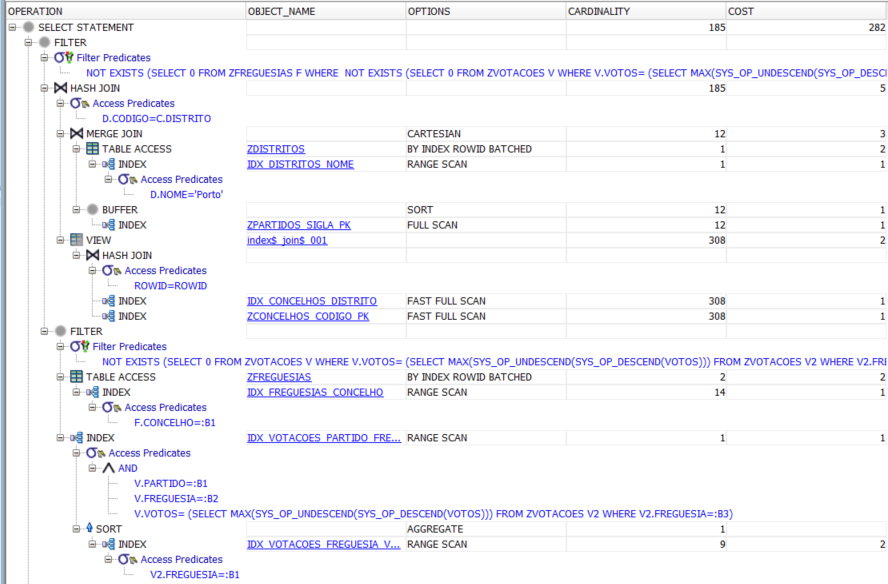 OPERATION OBJECT_NAME OPTIONS CARDINALITY COST
SELECT STATEMENT 185 282
FILTER
Filter Predicates
NOT EXISTS (SELECT 0 FROM ZFREGUESIAS F WHERE NOT EXISTS (SELECT 0 FROM ZVOTACOES V WHERE V.VOTOS= (SELECT MAX(SYS_OP_UNDESCEND(SYS_OP_DESC
HASH JOIN 185 5
Access Predicates
D.CODIGO=C.DISTRITO
MERGE JOIN CARTESIAN 12 3
TABLE ACCESS ZDISTRITOS BY INDEX ROWID BATCHED 1 2
INDEX IDX_DISTRITOS_NOME RANGE SCAN 1 1
Access Predicates
D.NOME='Porto'
BUFFER SORT 12 1
INDEX ZPARTIDOS_SIGLA_PK FULL SCAN 12 1
VIEW index$_join$_001 308 2
HASH JOIN
Access Predicates
ROWID=ROWID
INDEX IDX_CONCELHOS_DISTRITO FAST FULL SCAN 308 1
INDEX ZCONCELHOS_CODIGO_PK FAST FULL SCAN 308 1
FILTER
Filter Predicates
NOT EXISTS (SELECT 0 FROM ZVOTACOES V WHERE V.VOTOS= (SELECT MAX(SYS_OP_UNDESCEND(SYS_OP_DESCEND(VOTOS))) FROM ZVOTACOES V2 WHERE V2.FRE
TABLE ACCESS ZFREGUESIAS BY INDEX ROWID BATCHED 2 2
INDEX IDX_FREGUESIAS_CONCELHO RANGE SCAN 14 1
Access Predicates
F.CONCELHO=:B1
INDEX IDX_VOTACOES_PARTIDO_FRE... RANGE SCAN 1 1
Access Predicates
AND
V.PARTIDO=:B1
V.FREGUESIA=:B2
V.VOTOS= (SELECT MAX(SYS_OP_UNDESCEND(SYS_OP_DESCEND(VOTOS))) FROM ZVOTACOES V2 WHERE V2.FREGUESIA=:B3)
SORT AGGREGATE 1
INDEX IDX_VOTACOES_FREGUESIA_V... RANGE SCAN 9 2
Access Predicates
V2.FREGUESIA=:B1